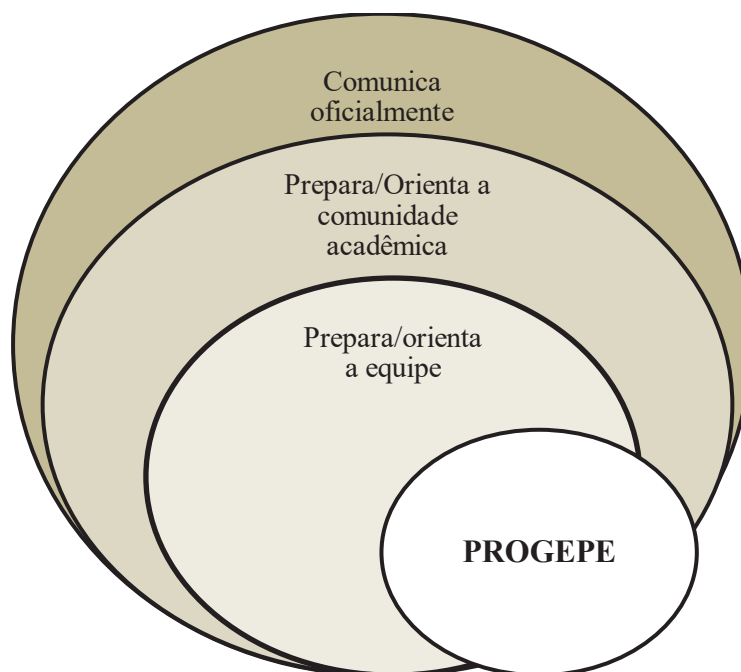 Comunica
oficialmente
Prepara/Orienta a
comunidade
acadêmica
Prepara/orienta
a equipe
PROGEPE